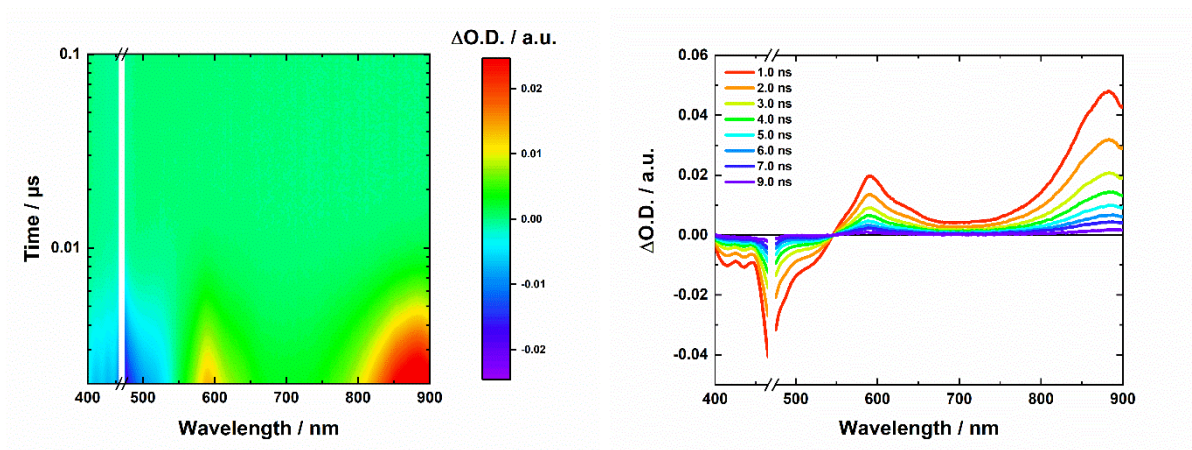 ΔO.D. / a.u.
0.1
0.01
Time / μs
400 500 600 700 800 900
Wavelength / nm
0.02
0.01
0.00
-0.01
-0.02
0.06
0.04
0.02
0.00
-0.02
-0.04
ΔO.D. / a.u.
1.0 ns
2.0 ns
3.0 ns
4.0 ns
5.0 ns
6.0 ns
7.0 ns
9.0 ns
400 500 600 700 800 900
Wavelength / nm